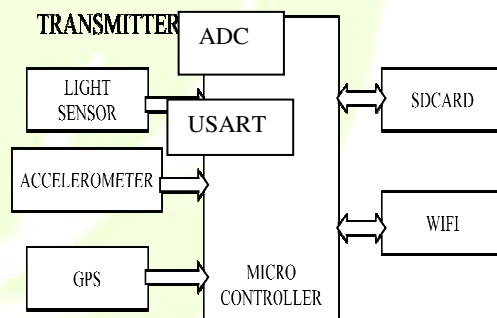 TRANSMITTER
ADC
LIGHT
SENSOR
USART
SDCARD
ACCELEROMETER
WIFI
GPS
MICRO
CONTROLLER